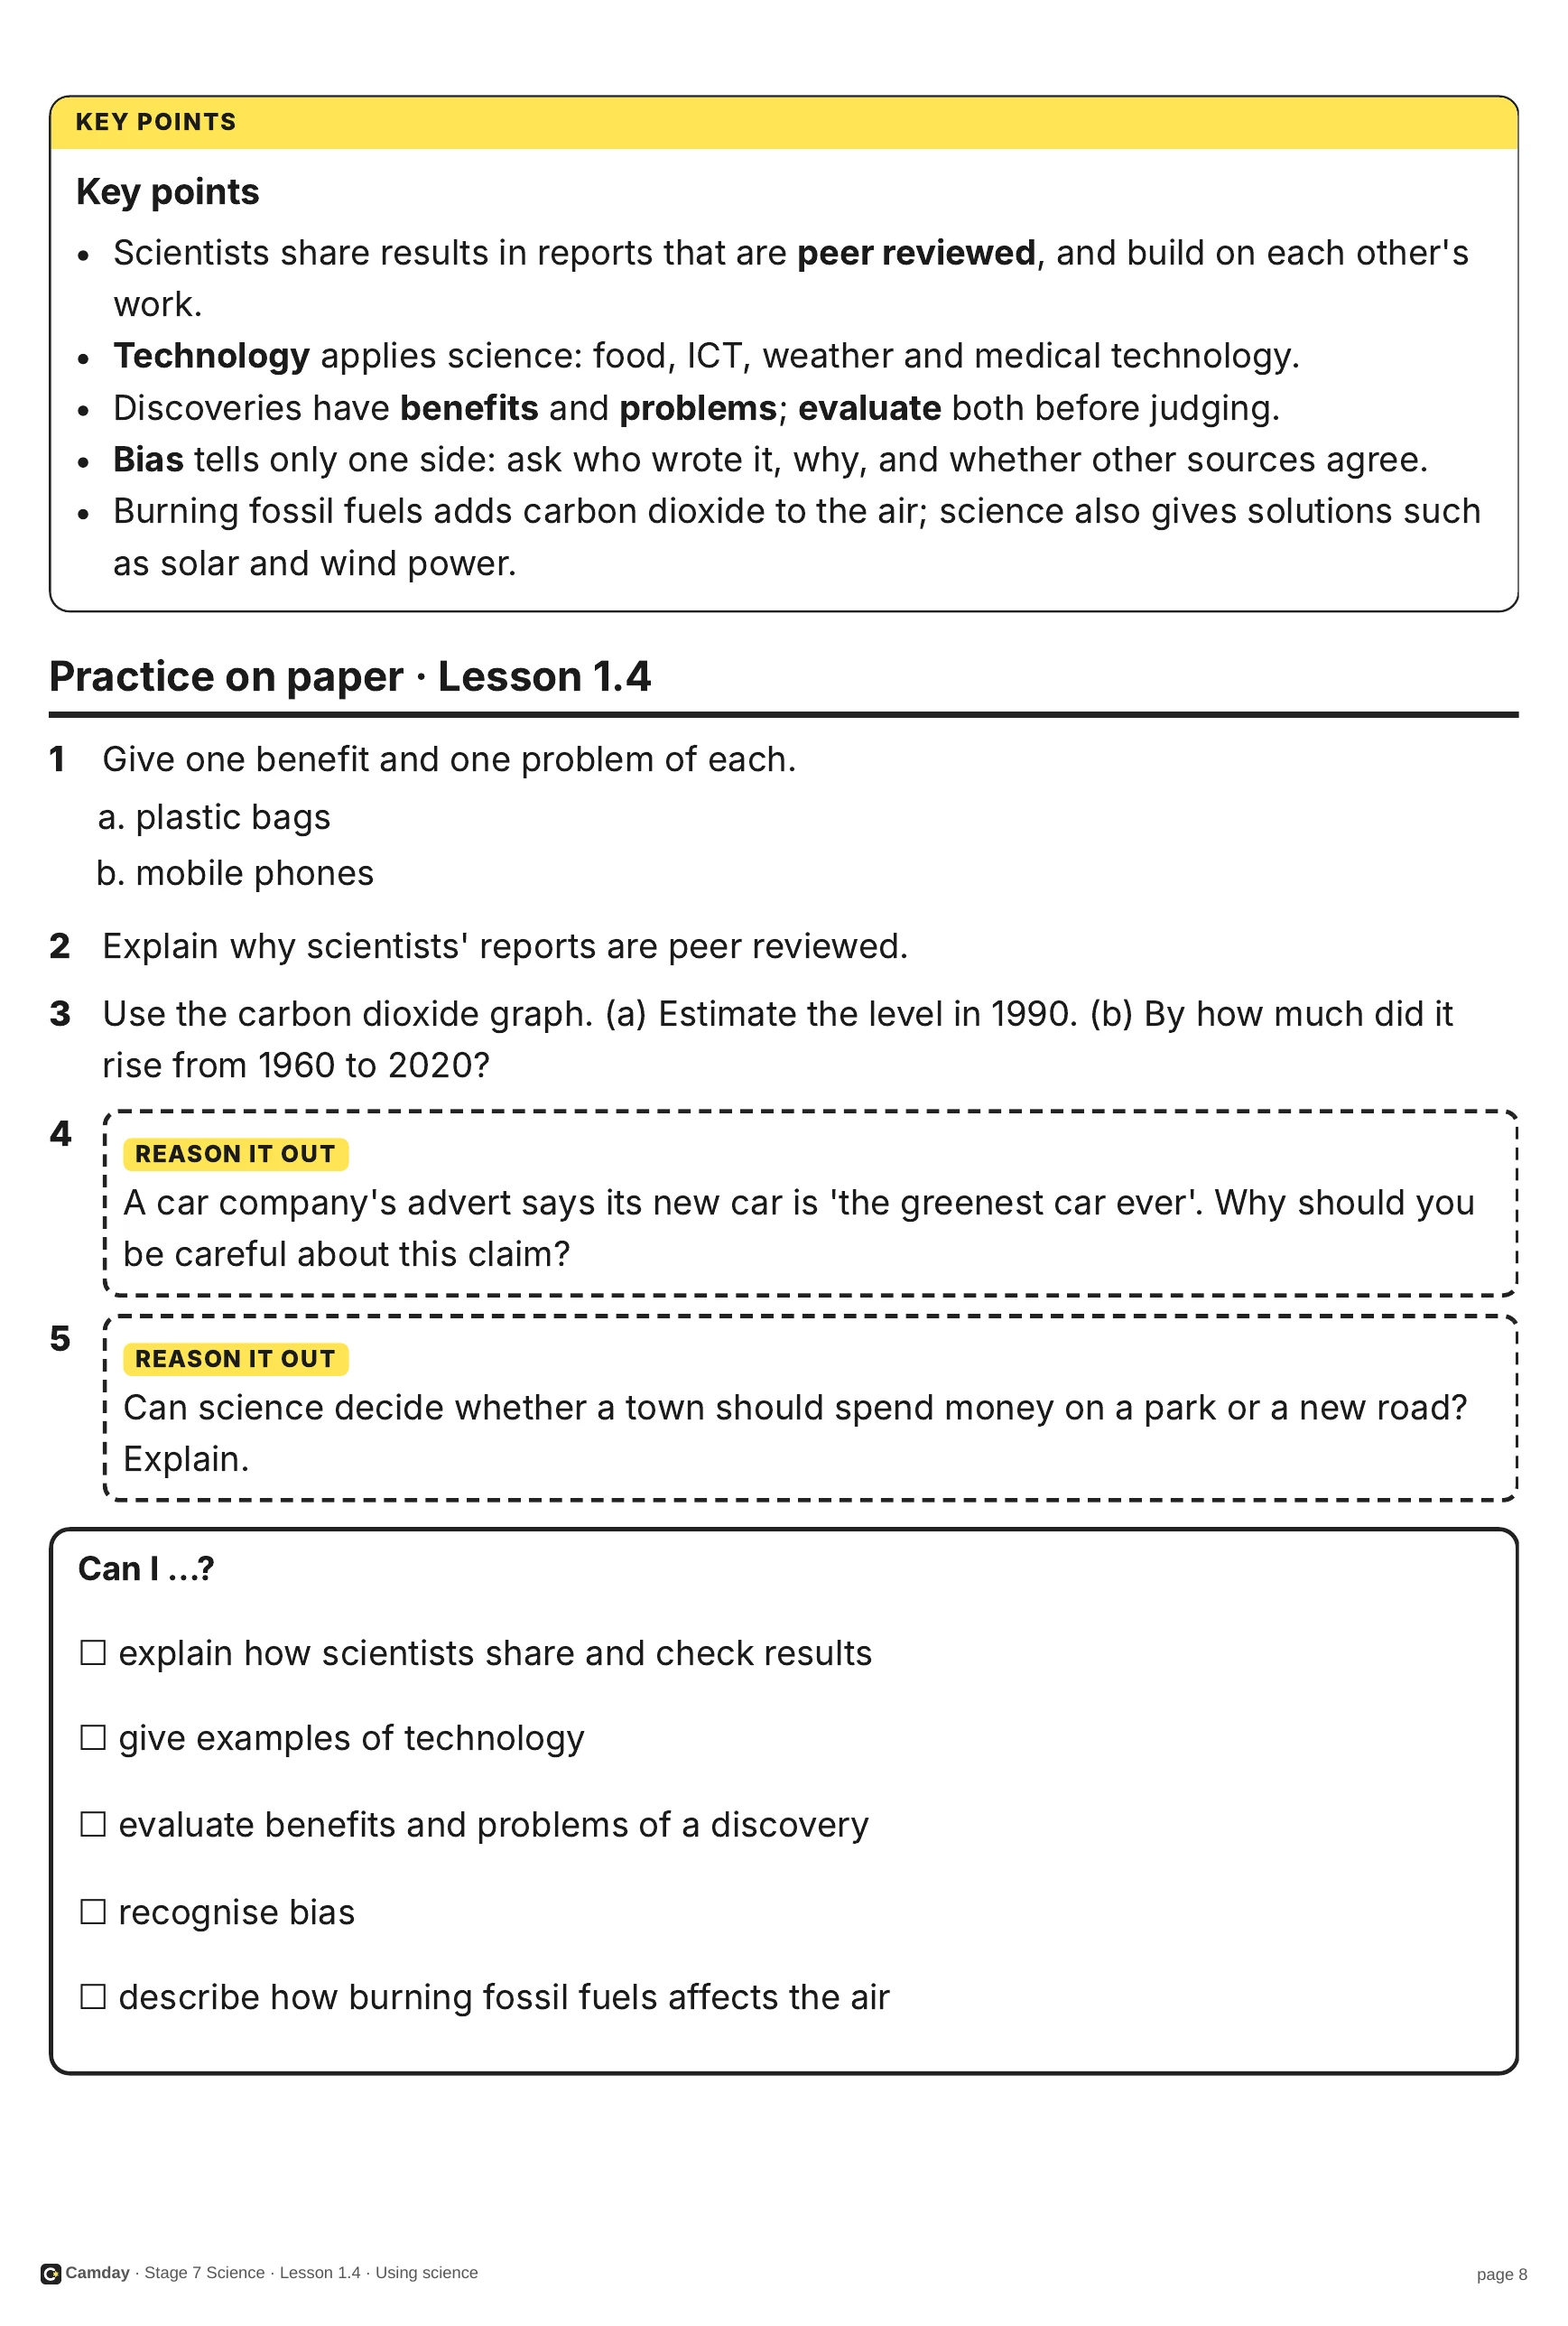 KEY POINTS
Key points
• Scientists share results in reports that are peer reviewed, and build on each other's
work.
• Technology applies science: food, ICT, weather and medical technology.
• Discoveries have benefits and problems; evaluate both before judging.
• Bias tells only one side: ask who wrote it, why, and whether other sources agree.
• Burning fossil fuels adds carbon dioxide to the air; science also gives solutions such
as solar and wind power.
Practice on paper · Lesson 1.4
1 Give one benefit and one problem of each.
a. plastic bags
b. mobile phones
2 Explain why scientists' reports are peer reviewed.
3 Use the carbon dioxide graph. (a) Estimate the level in 1990. (b) By how much did it
rise from 1960 to 2020?
4 REASON IT OUT
A car company's advert says its new car is 'the greenest car ever'. Why should you
be careful about this claim?
5 REASON IT OUT
Can science decide whether a town should spend money on a park or a new road?
Explain.
Can I ...?
☐ explain how scientists share and check results
☐ give examples of technology
☐ evaluate benefits and problems of a discovery
☐ recognise bias
☐ describe how burning fossil fuels affects the air
Camday · Stage 7 Science · Lesson 1.4 · Using science
page 8